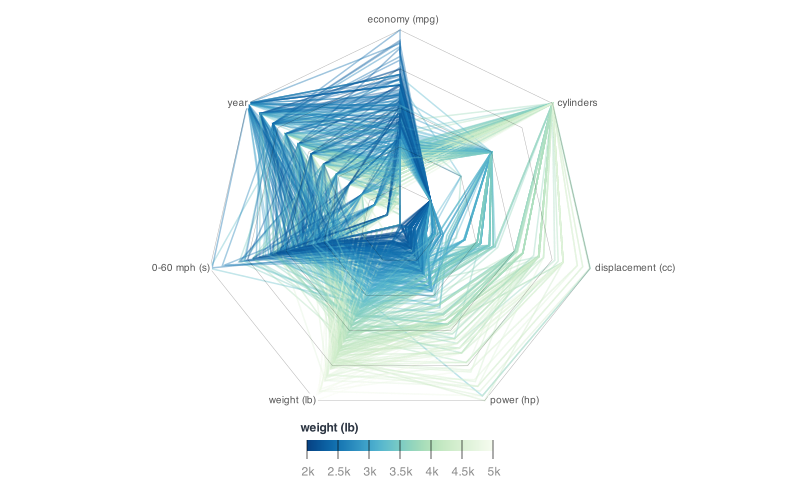 economy (mpg)
year
cylinders
0-60 mph (s)
displacement (cc)
weight (lb)
power (hp)
weight (lb)
2k 2.5k 3k 3.5k 4k 4.5k 5k